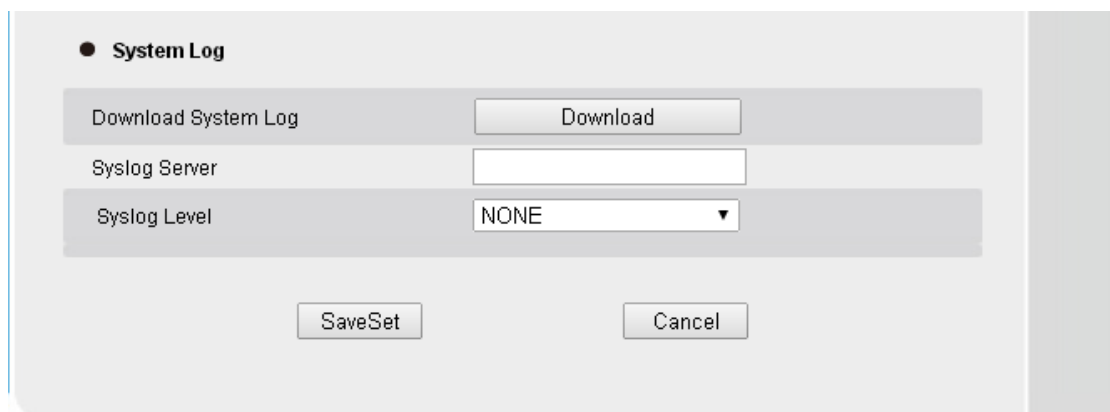 System Log
Download System Log Download
Syslog Server
Syslog Level NONE
SaveSet Cancel